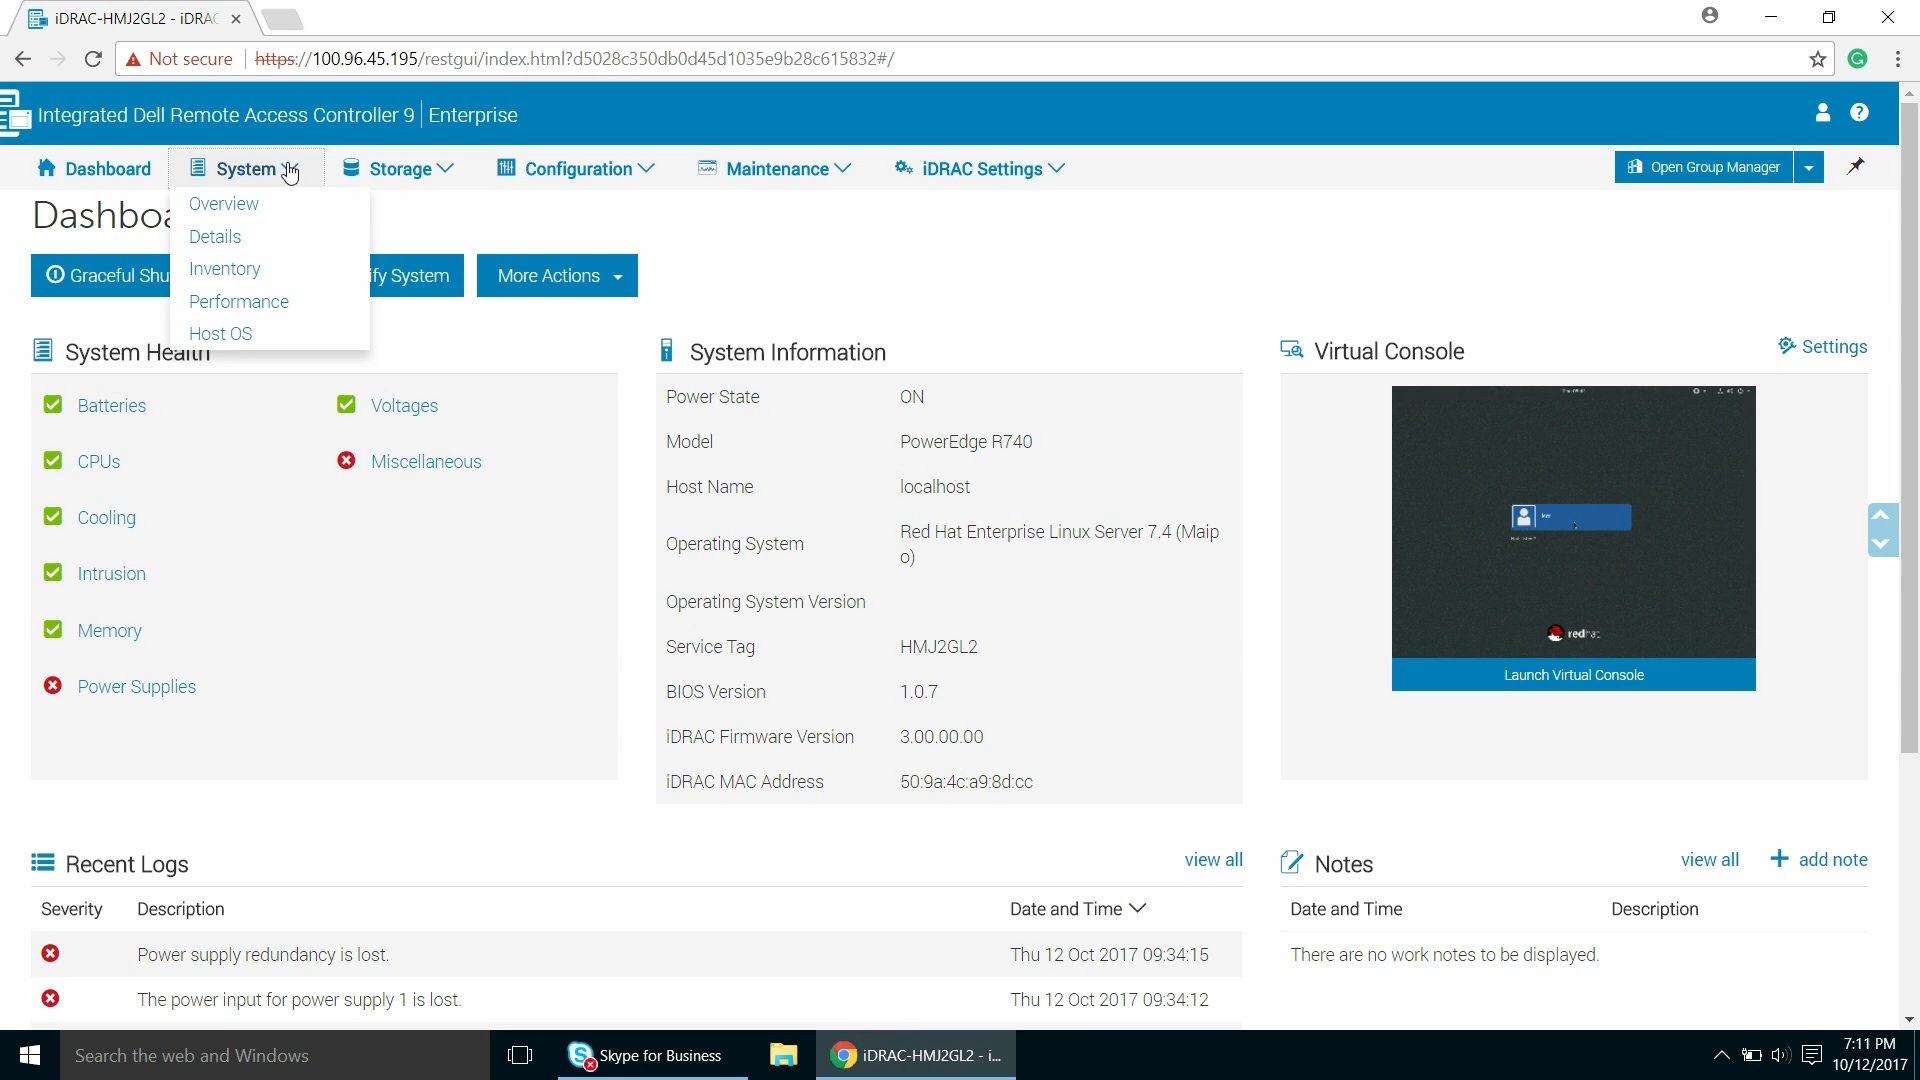 iDRAC-HMJ2GL2 - iDRAC
Not secure https://100.96.45.195/restgui/index.html?d5028c350db0d45d1035e9b28c615832#/
Integrated Dell Remote Access Controller 9 | Enterprise
Dashboard System Storage Configuration Maintenance iDRAC Settings Open Group Manager
Overview
Details
Inventory
Performance
Host OS
Dashboa
Graceful Shu ify System More Actions
System Health
Batteries Voltages
CPUs Miscellaneous
Cooling
Intrusion
Memory
Power Supplies
System Information
Power State ON
Model PowerEdge R740
Host Name localhost
Operating System Red Hat Enterprise Linux Server 7.4 (Maip
o)
Operating System Version
Service Tag HMJ2GL2
BIOS Version 1.0.7
iDRAC Firmware Version 3.00.00.00
iDRAC MAC Address 50:9a:4c:a9:8d:cc
Virtual Console Settings
redhat
Launch Virtual Console
Recent Logs view all
Severity Description Date and Time
Power supply redundancy is lost. Thu 12 Oct 2017 09:34:15
The power input for power supply 1 is lost. Thu 12 Oct 2017 09:34:12
Notes view all + add note
Date and Time Description
There are no work notes to be displayed.
Search the web and Windows Skype for Business iDRAC-HMJ2GL2 - i...
7:11 PM
10/12/2017